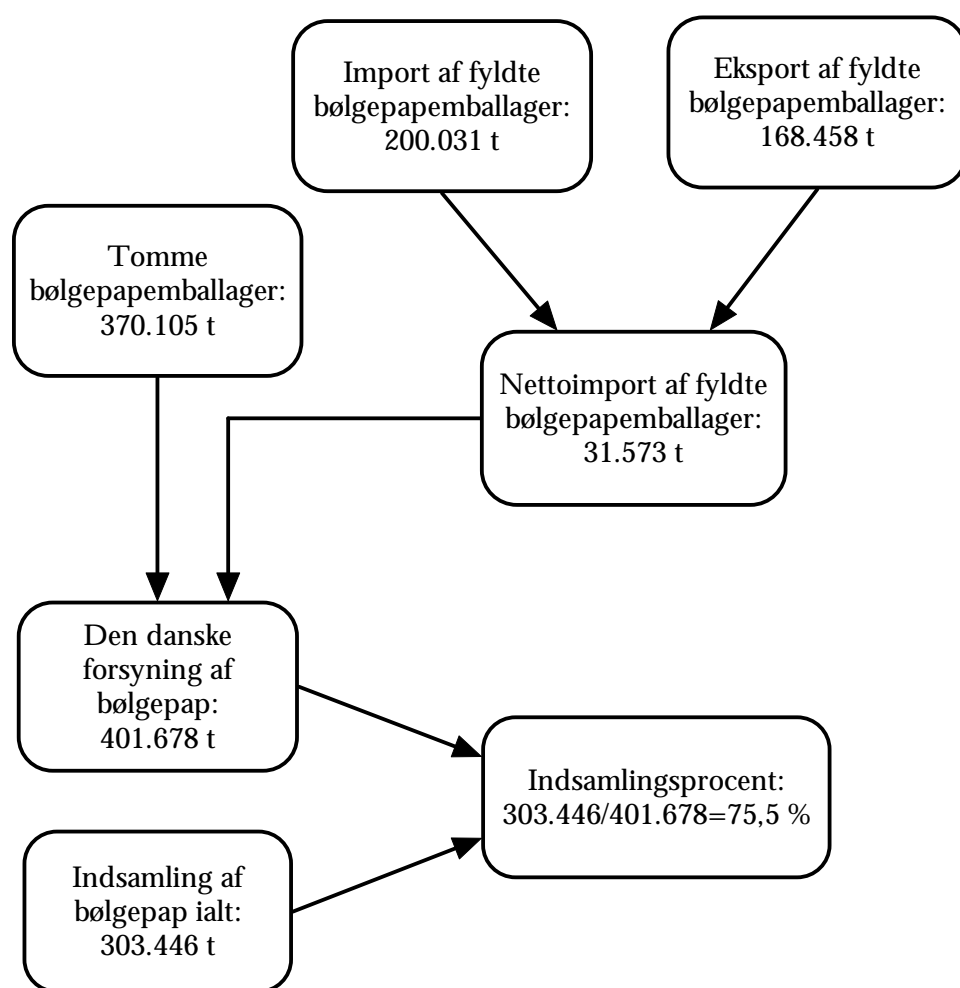 Import af fyldte
bølgepapemballager:
200.031 t
Eksport af fyldte
bølgepapemballager:
168.458 t
Tomme
bølgepapemballager:
370.105 t
Nettoimport af fyldte
bølgepapemballager:
31.573 t
Den danske
forsyning af
bølgepap:
401.678 t
Indsamlingsprocent:
303.446/401.678=75,5 %
Indsamling af
bølgepap ialt:
303.446 t